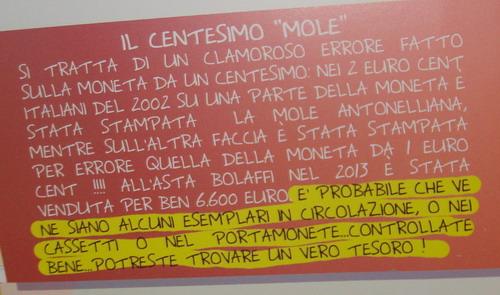 IL CENTESIMO "MOLE"
SI TRATTA DI UN CLAMOROSO ERRORE FATTO
SULLA MONETA DA UN CENTESIMO: NEI 2 EURO CENT
ITALIANI DEL 2002 SU UNA PARTE DELLA MONETA È
STATA STAMPATA LA MOLE ANTONELLIANA,
MENTRE SULL'ALTRA FACCIA È STATA STAMPATA
PER ERRORE QUELLA DELLA MONETA DA 1 EURO
CENT !!!! ALL'ASTA BOLAFFI NEL 2013 È STATA
VENDUTA PER BEN 6.600 EURO. E' PROBABILE CHE VE
NE SIANO ALCUNI ESEMPLARI IN CIRCOLAZIONE, O NEI
CASSETTI O NEL PORTAMONETE...CONTROLLATE
BENE...POTRESTE TROVARE UN VERO TESORO !